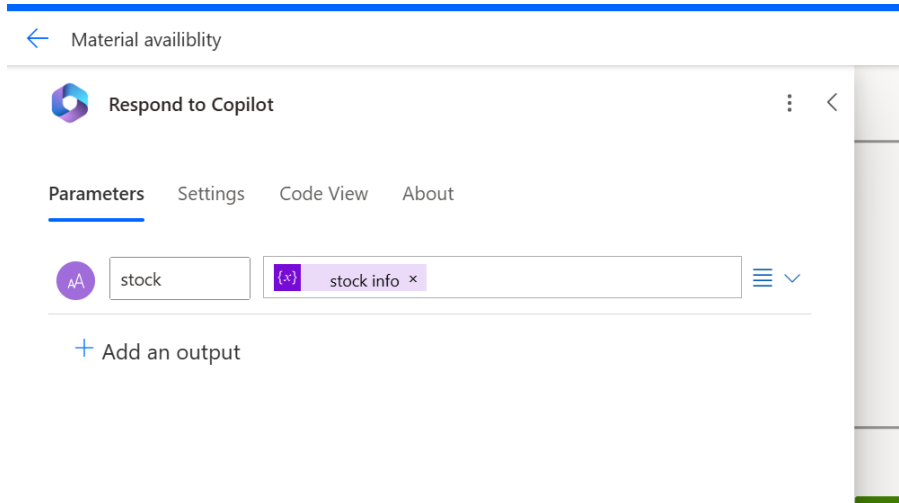 Material availiblity
Respond to Copilot
Parameters Settings Code View About
AA stock {x} stock info ×
+ Add an output